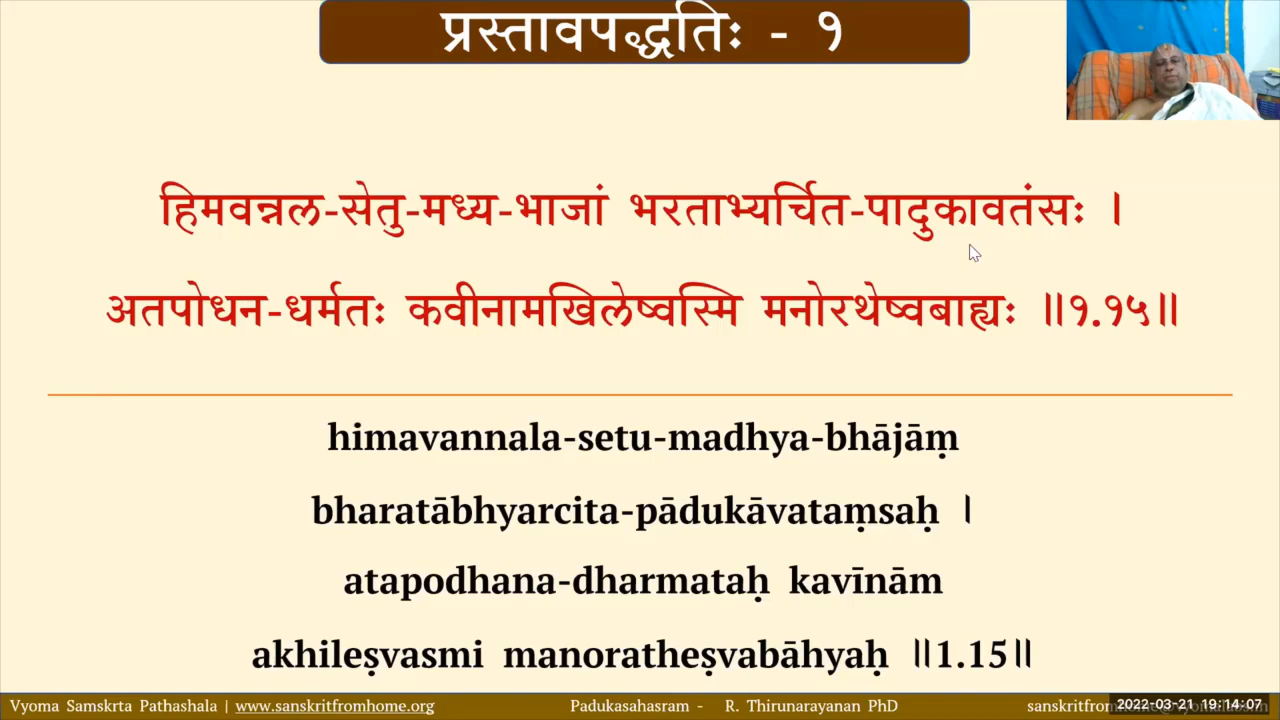 प्रस्तावपद्धतिः - १
हिमवन्नल-सेतु-मध्य-भाजां भरताभ्यर्चित-पादुकावतंसः ।
अतपोधन-धर्मतः कवीनामखिलेष्वस्मि मनोरथेष्वबाह्यः ॥१.१५॥
himavannala-setu-madhya-bhājāṃ
bharatābhyarcita-pādukāvataṃsaḥ ।
atapodhana-dharmataḥ kavīnām
akhileṣvasmi manoratheṣvabāhyaḥ ॥1.15॥
Vyoma Samskrta Pathashala | www.sanskritfromhome.org Padukasahasram - R. Thirunarayanan PhD 2022-03-21 19:14:07